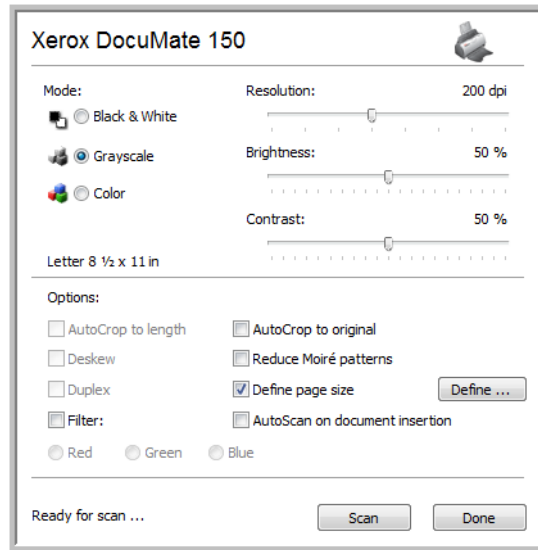 Xerox DocuMate 150
Mode: Resolution: 200 dpi
Black & White
Grayscale Brightness: 50 %
Color
Contrast: 50 %
Letter 8 ½ x 11 in
Options:
AutoCrop to length AutoCrop to original
Deskew Reduce Moiré patterns
Duplex Define page size Define ...
Filter: AutoScan on document insertion
Red Green Blue
Ready for scan ... Scan Done